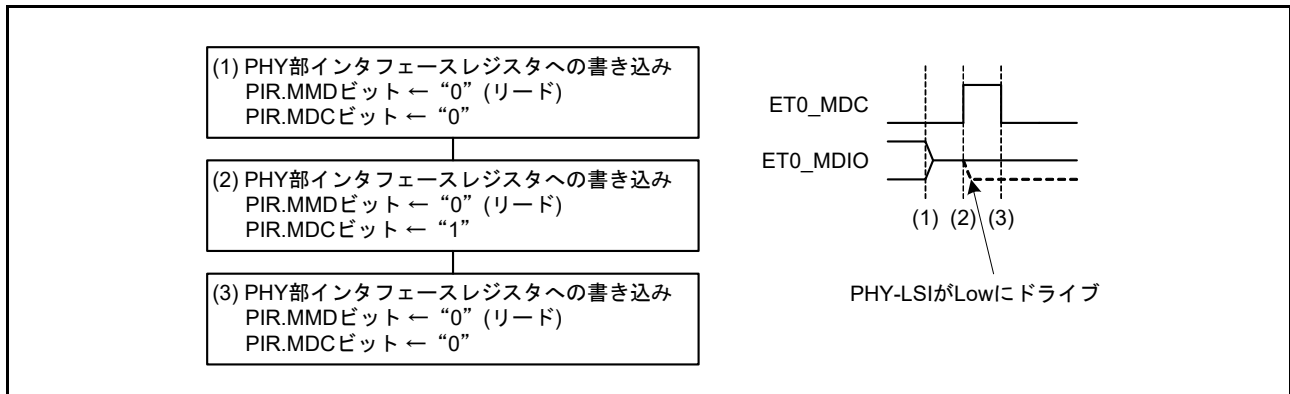 (1) PHY部インタフェースレジスタへの書き込み
PIR.MMDビット ← “0” (リード)
PIR.MDCビット ← “0”
(2) PHY部インタフェースレジスタへの書き込み
PIR.MMDビット ← “0” (リード)
PIR.MDCビット ← “1”
(3) PHY部インタフェースレジスタへの書き込み
PIR.MMDビット ← “0” (リード)
PIR.MDCビット ← “0”
ET0_MDC
ET0_MDIO
(1) (2) (3)
PHY-LSIがLowにドライブ